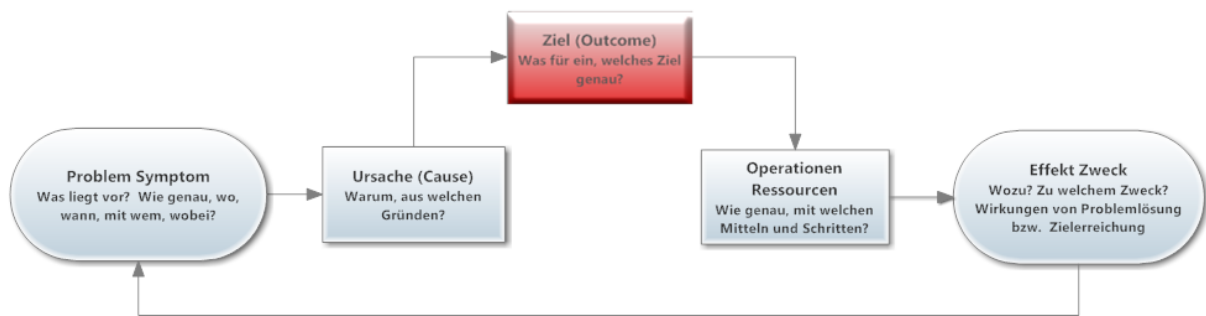 Ziel (Outcome)
Was für ein, welches Ziel
genau?
Problem Symptom
Was liegt vor? Wie genau, wo,
wann, mit wem, wobei?
Ursache (Cause)
Warum, aus welchen
Gründen?
Operationen
Ressourcen
Wie genau, mit welchen
Mitteln und Schritten?
Effekt Zweck
Wozu? Zu welchem Zweck?
Wirkungen von Problemlösung
bzw. Zielerreichung